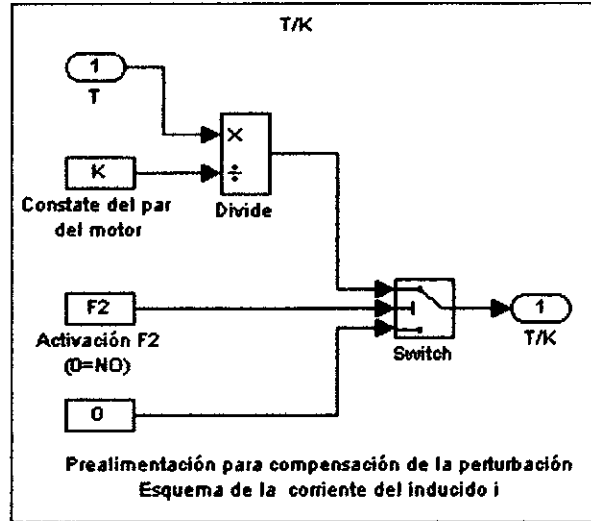 T/K
1
T
×
÷
K
Constate del par
del motor
Divide
F2
Activación F2
(0=NO)
0
Switch
1
T/K
Prealimentación para compensación de la perturbación
Esquema de la corriente del inducido i